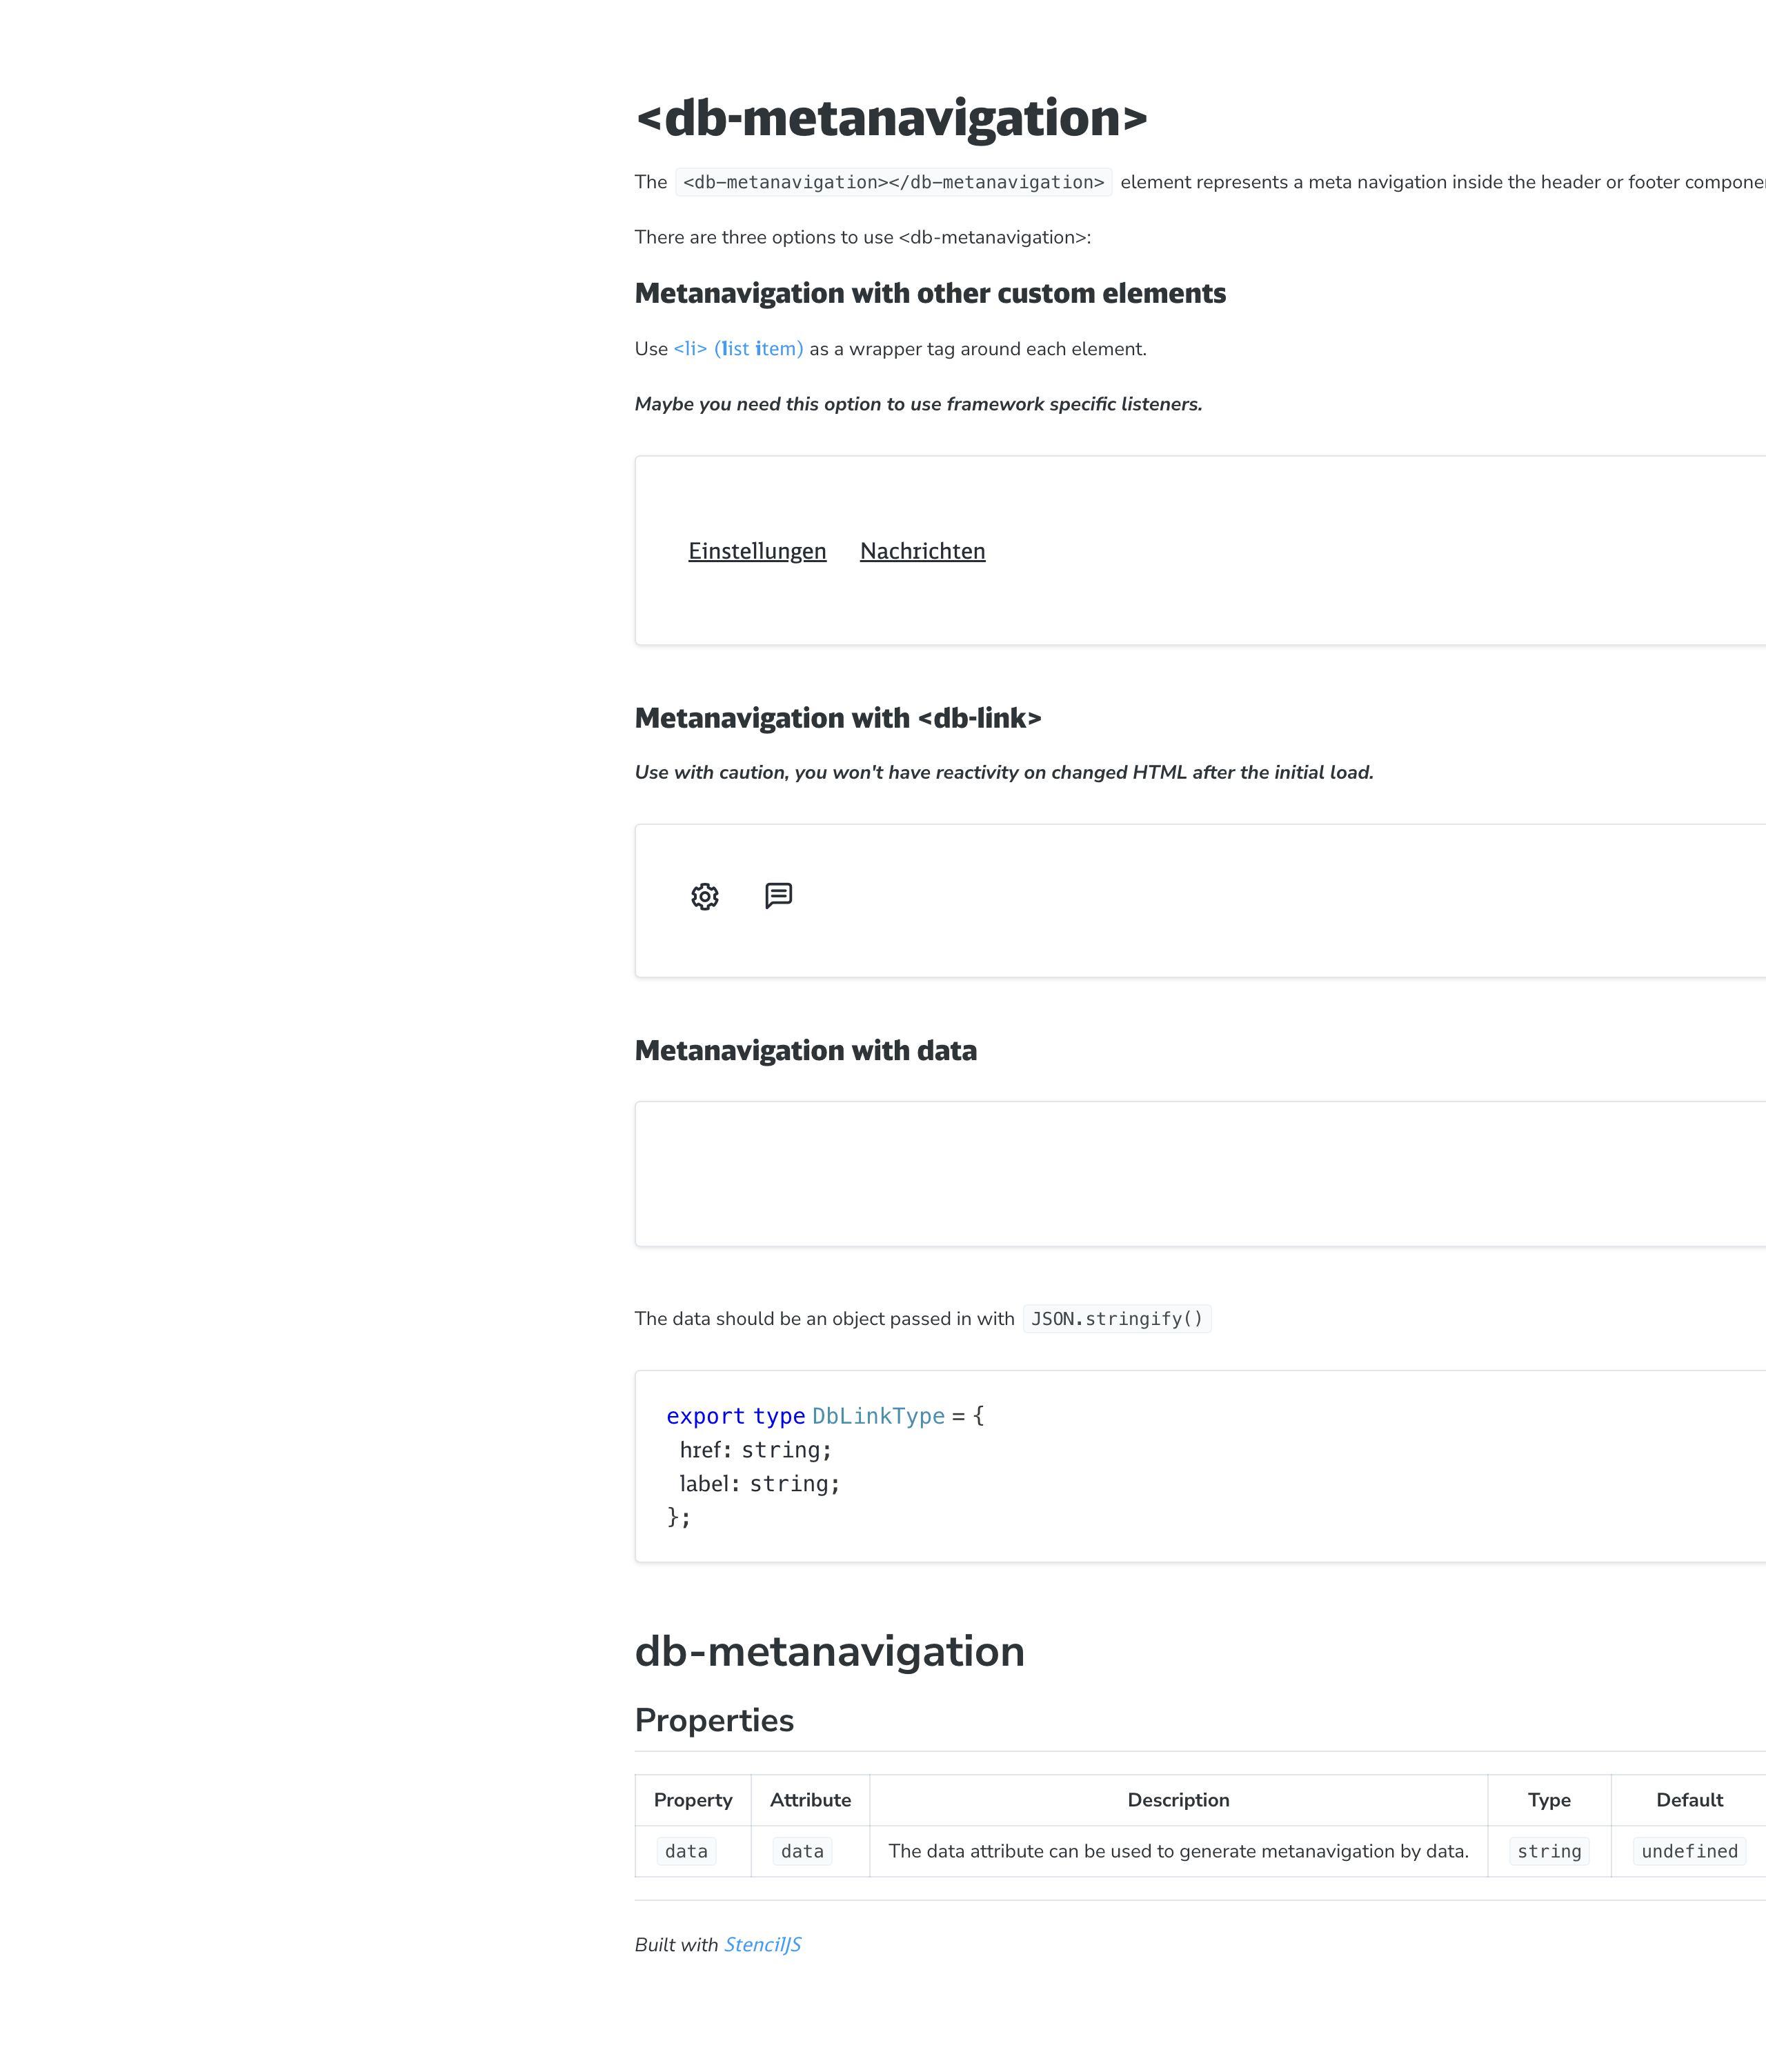 <db-metanavigation>
The <db-metanavigation></db-metanavigation> element represents a meta navigation inside the header or footer
There are three options to use <db-metanavigation>:
Metanavigation with other custom elements
Use <li> (list item) as a wrapper tag around each element.
Maybe you need this option to use framework specific listeners.
Einstellungen Nachrichten
Metanavigation with <db-link>
Use with caution, you won't have reactivity on changed HTML after the initial load.
Metanavigation with data
The data should be an object passed in with JSON.stringify()
export type DbLinkType = {
href: string;
label: string;
};
db-metanavigation
Properties
Property Attribute Description Type Default
data data The data attribute can be used to generate metanavigation by data. string undefined
Built with StencilJS